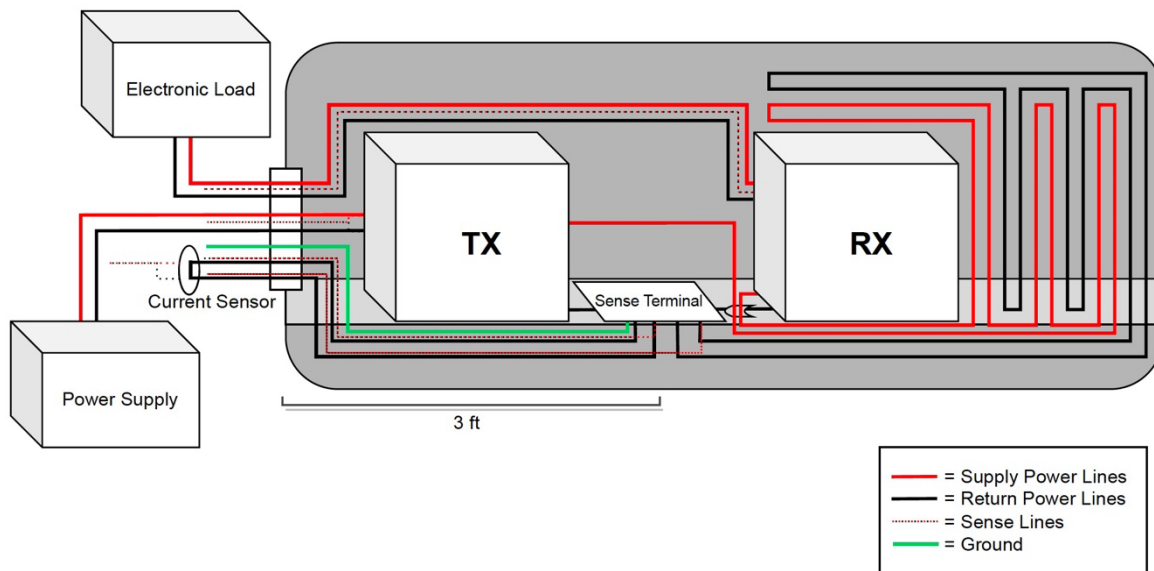 Electronic Load
TX
RX
Sense Terminal
Current Sensor
Power Supply
3 ft
= Supply Power Lines
= Return Power Lines
= Sense Lines
= Ground